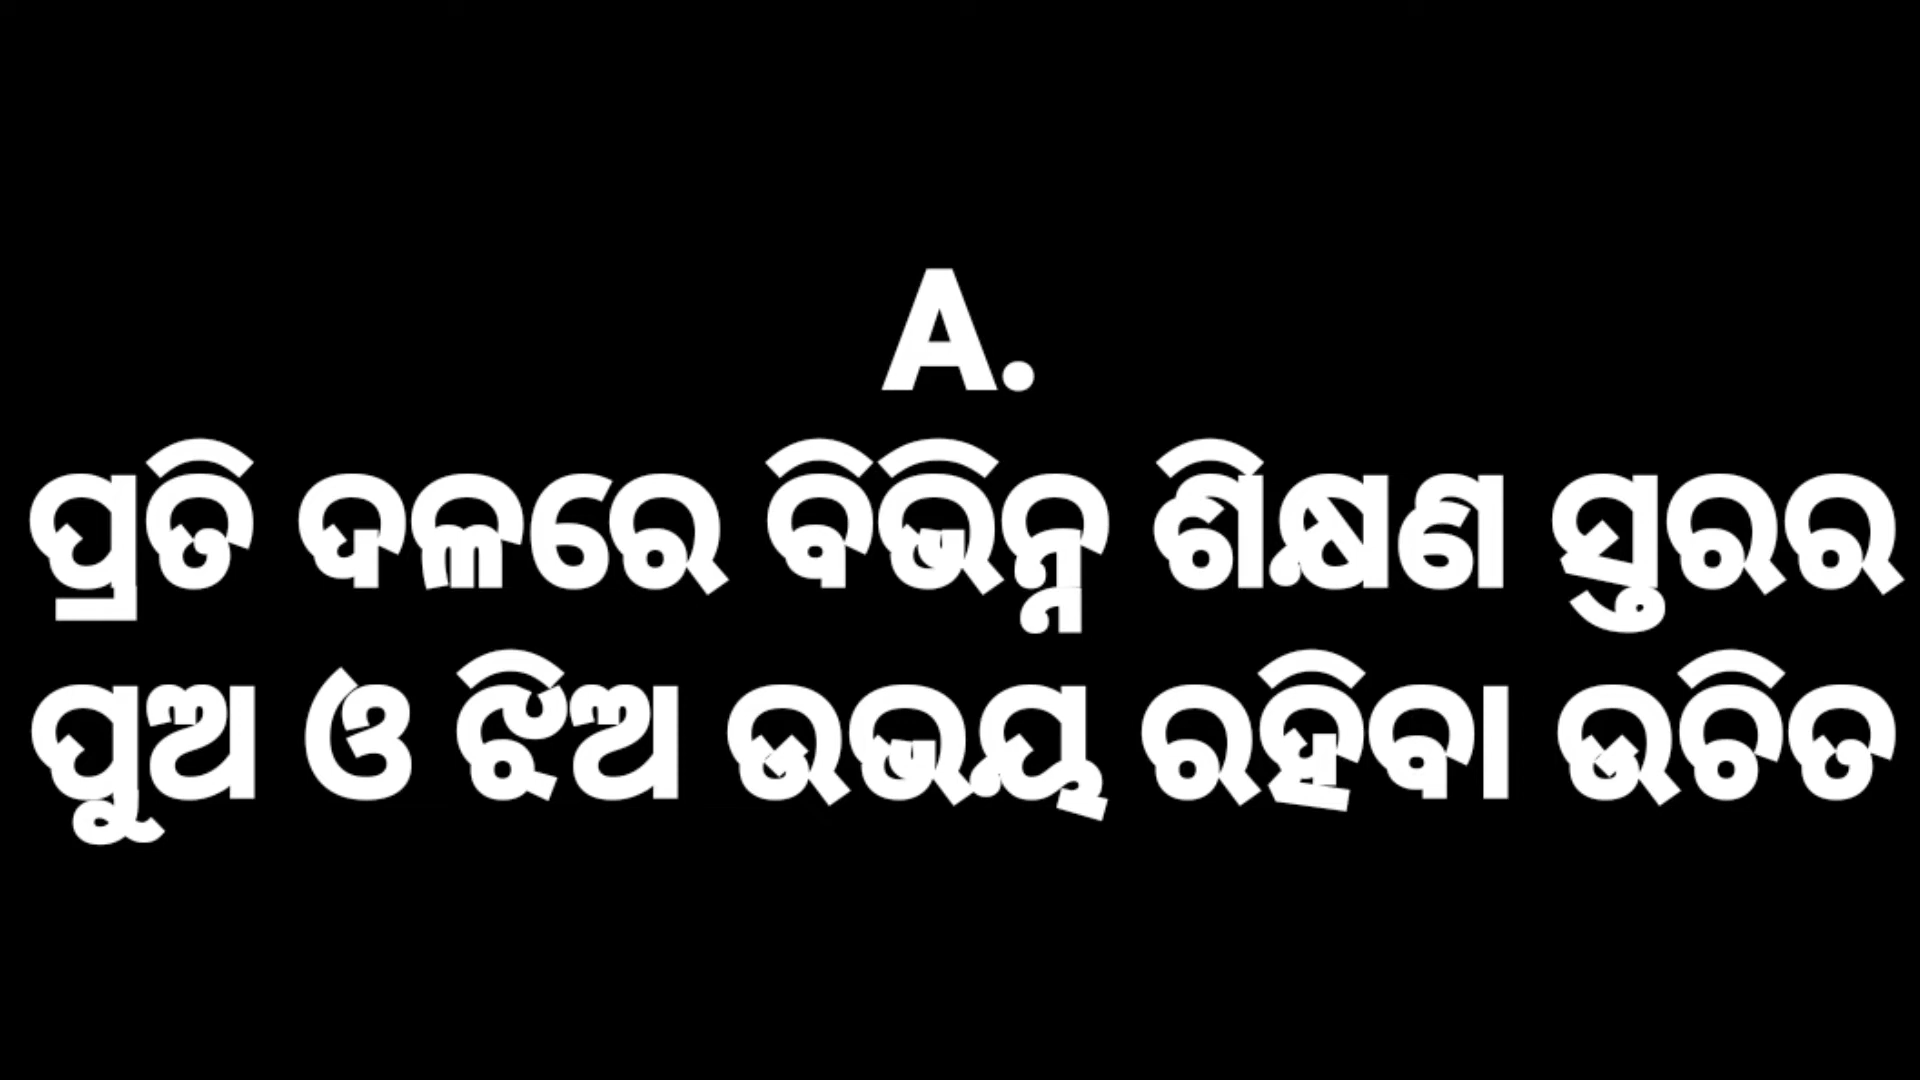 A.
ପ୍ରତି ଦଳରେ ବିଭିନ୍ନ ଶିକ୍ଷଣ ସ୍ତରର
ପୁଅ ଓ ଝିଅ ଉଭୟ ରହିବା ଉଚିତ